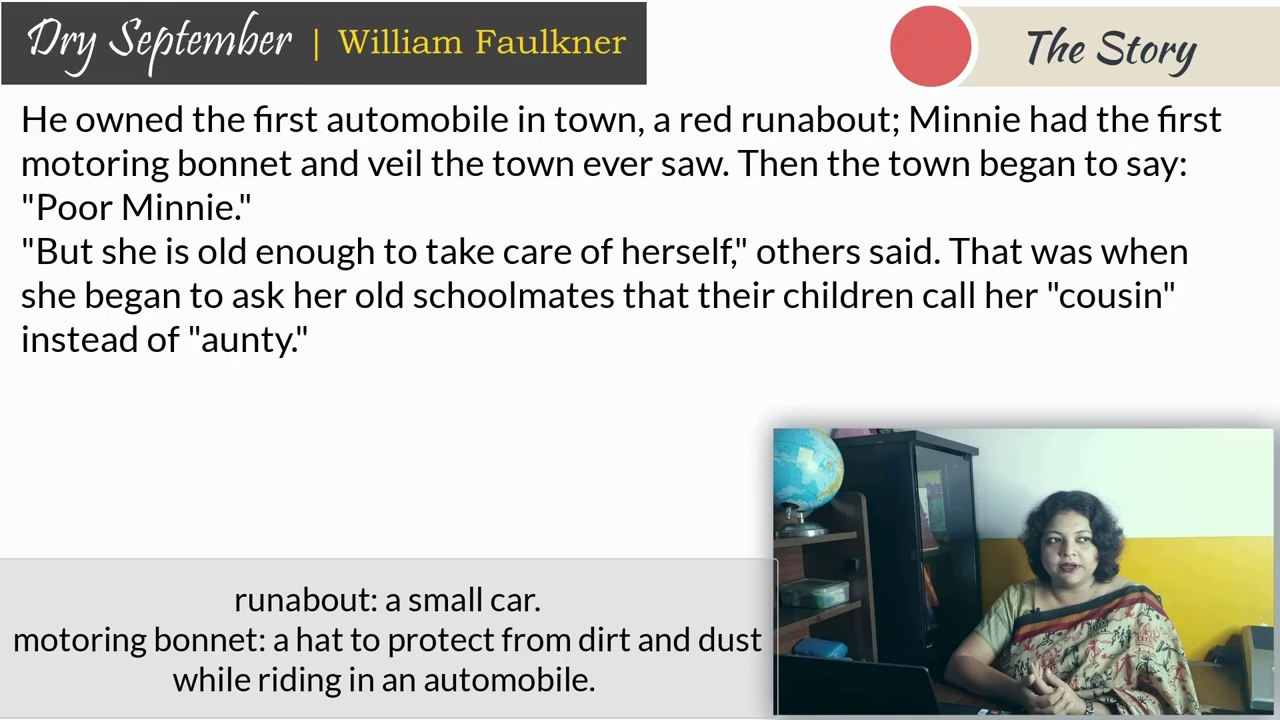 Dry September | William Faulkner
The Story
He owned the first automobile in town, a red runabout; Minnie had the first
motoring bonnet and veil the town ever saw. Then the town began to say:
"Poor Minnie."
"But she is old enough to take care of herself," others said. That was when
she began to ask her old schoolmates that their children call her "cousin"
instead of "aunty."
runabout: a small car.
motoring bonnet: a hat to protect from dirt and dust
while riding in an automobile.